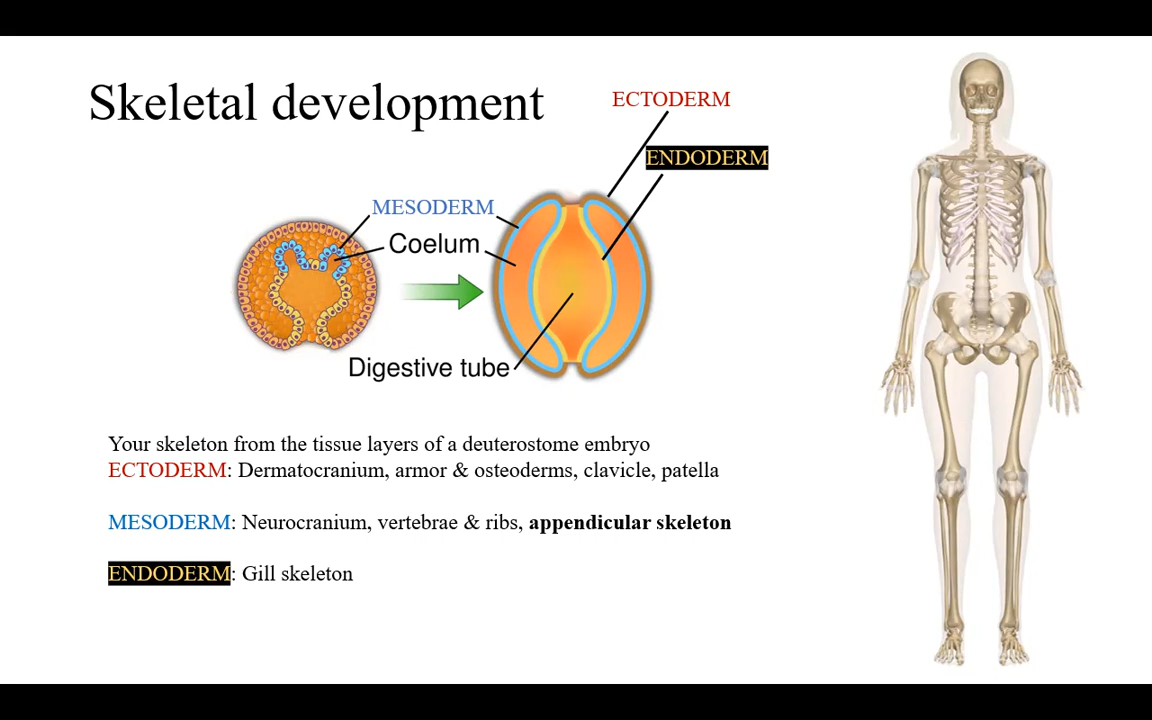 Skeletal development
ECTODERM
ENDODERM
MESODERM
Coelum
Digestive tube
Your skeleton from the tissue layers of a deuterostome embryo
ECTODERM: Dermatocranium, armor & osteoderms, clavicle, patella
MESODERM: Neurocranium, vertebrae & ribs, appendicular skeleton
ENDODERM: Gill skeleton